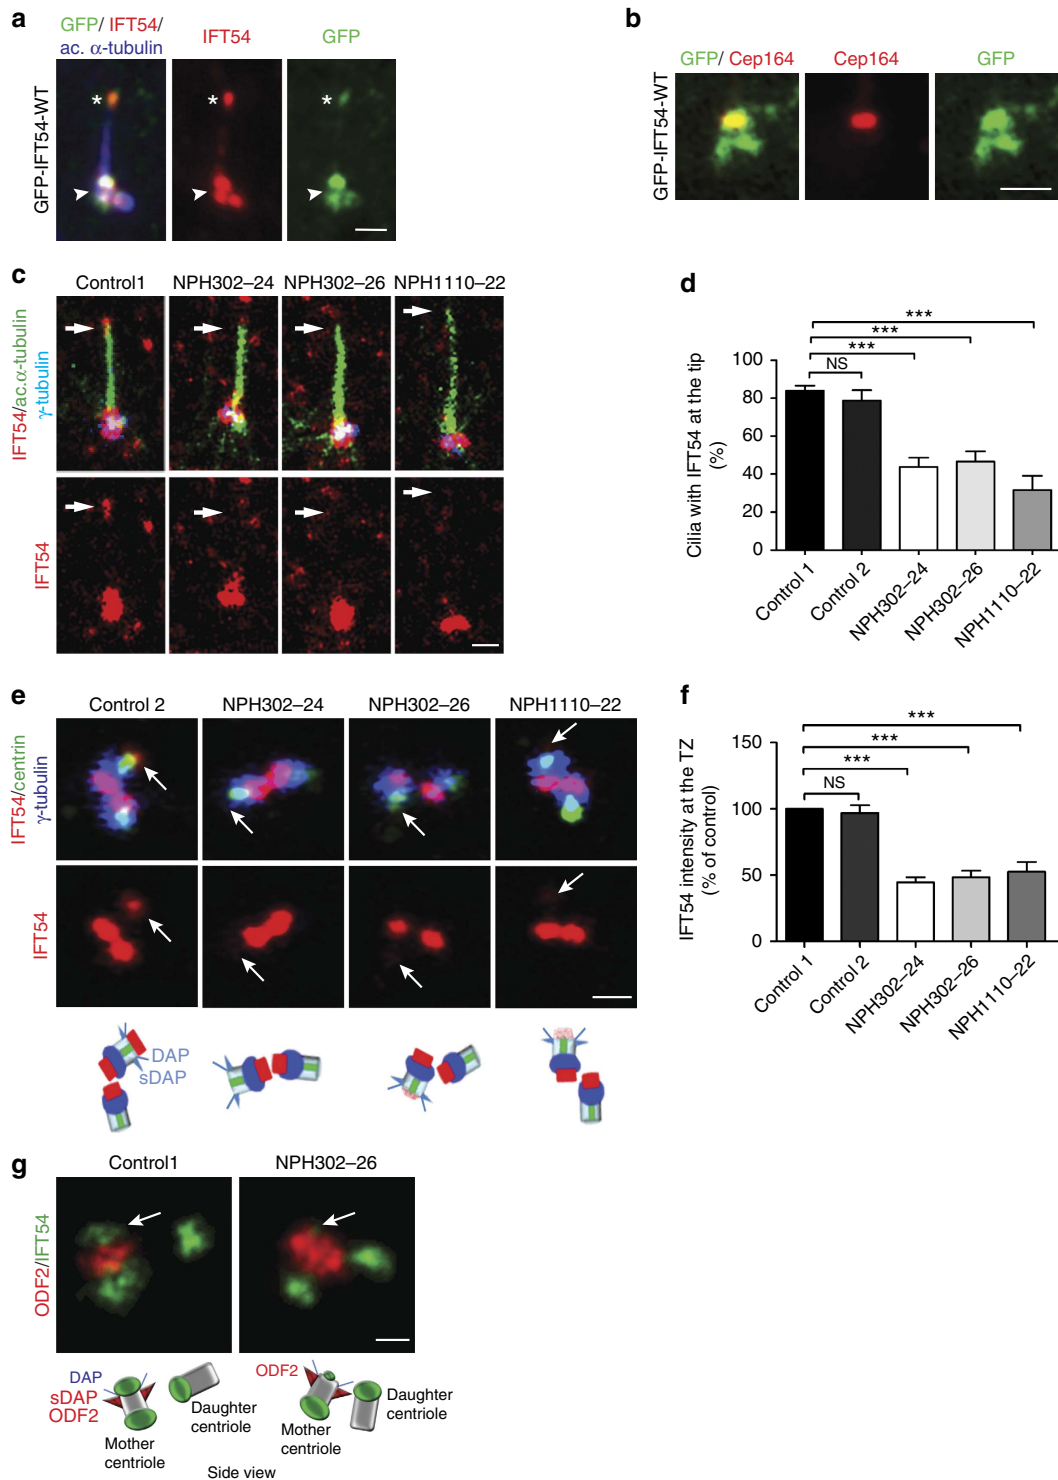 a
GFP/ IFT54/
ac. α-tubulin
IFT54
GFP
GFP-IFT54-WT
*
*
*
b
GFP/ Cep164
Cep164
GFP
GFP-IFT54-WT
c
Control1
NPH302–24
NPH302–26
NPH1110–22
IFT54/ac.α-tubulin
γ-tubulin
IFT54
d
***
***
***
NS
Cilia with IFT54 at the tip
(%)
100
80
60
40
20
0
Control 1
Control 2
NPH302–24
NPH302–26
NPH1110–22
e
Control 2
NPH302–24
NPH302–26
NPH1110–22
IFT54/centrin
γ-tubulin
IFT54
DAP
sDAP
f
***
***
***
NS
IFT54 intensity at the TZ
(% of control)
150
100
50
0
Control 1
Control 2
NPH302–24
NPH302–26
NPH1110–22
g
Control1
NPH302–26
ODF2/IFT54
DAP
sDAP
ODF2
Mother
centriole
Daughter
centriole
ODF2
Mother
centriole
Daughter
centriole
Side view